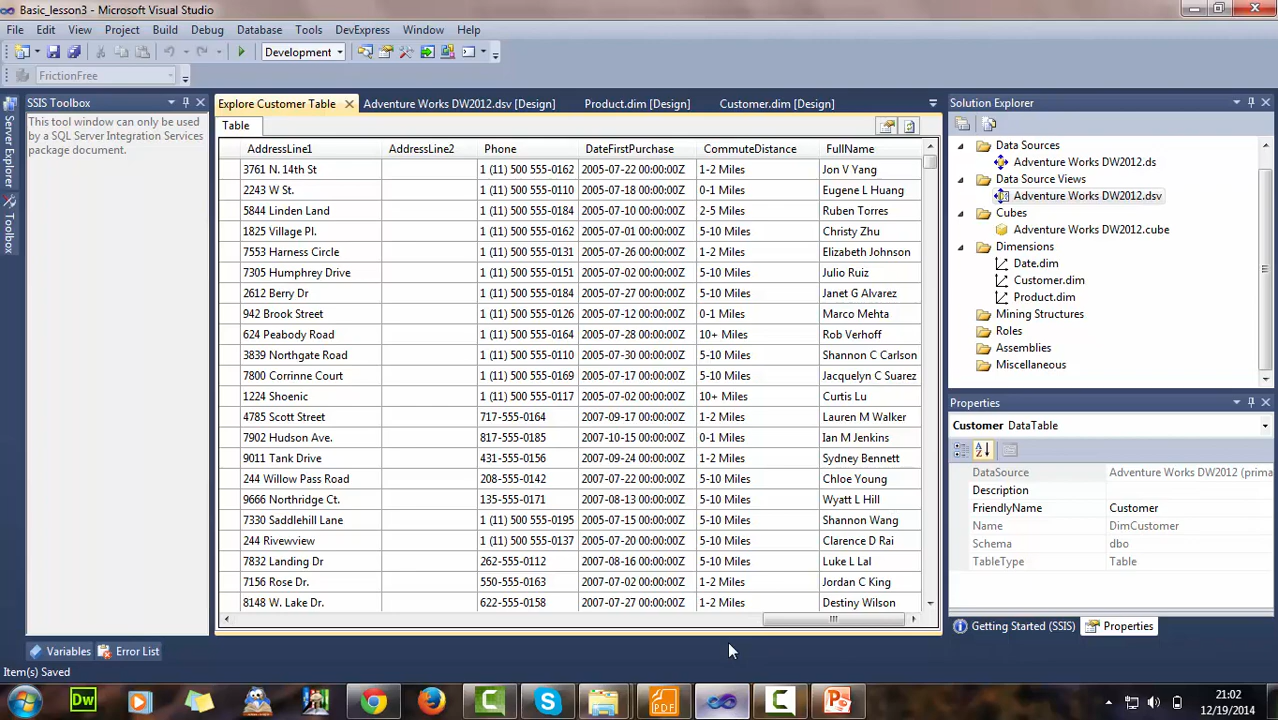 Basic_lesson3 - Microsoft Visual Studio
File Edit View Project Build Debug Database Tools DevExpress Window Help
Development
FrictionFree
Server Explorer
Toolbox
SSIS Toolbox
This tool window can only be used
by a SQL Server Integration Services
package document.
Explore Customer Table Adventure Works DW2012.dsv [Design] Product.dim [Design] Customer.dim [Design]
Table
AddressLine1 AddressLine2 Phone DateFirstPurchase CommuteDistance FullName
3761 N. 14th St 1 (11) 500 555-0162 2005-07-22 00:00:00Z 1-2 Miles Jon V Yang
2243 W St. 1 (11) 500 555-0110 2005-07-18 00:00:00Z 0-1 Miles Eugene L Huang
5844 Linden Land 1 (11) 500 555-0184 2005-07-10 00:00:00Z 2-5 Miles Ruben Torres
1825 Village Pl. 1 (11) 500 555-0162 2005-07-01 00:00:00Z 5-10 Miles Christy Zhu
7553 Harness Circle 1 (11) 500 555-0131 2005-07-26 00:00:00Z 1-2 Miles Elizabeth Johnson
7305 Humphrey Drive 1 (11) 500 555-0151 2005-07-02 00:00:00Z 5-10 Miles Julio Ruiz
2612 Berry Dr 1 (11) 500 555-0184 2005-07-27 00:00:00Z 5-10 Miles Janet G Alvarez
942 Brook Street 1 (11) 500 555-0126 2005-07-12 00:00:00Z 0-1 Miles Marco Mehta
624 Peabody Road 1 (11) 500 555-0164 2005-07-28 00:00:00Z 10+ Miles Rob Verhoff
3839 Northgate Road 1 (11) 500 555-0110 2005-07-30 00:00:00Z 5-10 Miles Shannon C Carlson
7800 Corrinne Court 1 (11) 500 555-0169 2005-07-17 00:00:00Z 5-10 Miles Jacquelyn C Suarez
1224 Shoenic 1 (11) 500 555-0117 2005-07-02 00:00:00Z 10+ Miles Curtis Lu
4785 Scott Street 717-555-0164 2007-09-17 00:00:00Z 1-2 Miles Lauren M Walker
7902 Hudson Ave. 817-555-0185 2007-10-15 00:00:00Z 0-1 Miles Ian M Jenkins
9011 Tank Drive 431-555-0156 2007-09-24 00:00:00Z 1-2 Miles Sydney Bennett
244 Willow Pass Road 208-555-0142 2007-07-22 00:00:00Z 5-10 Miles Chloe Young
9666 Northridge Ct. 135-555-0171 2007-08-13 00:00:00Z 5-10 Miles Wyatt L Hill
7330 Saddlehill Lane 1 (11) 500 555-0195 2005-07-15 00:00:00Z 5-10 Miles Shannon Wang
244 Rivewview 1 (11) 500 555-0137 2005-07-20 00:00:00Z 5-10 Miles Clarence D Rai
7832 Landing Dr 262-555-0112 2007-08-16 00:00:00Z 5-10 Miles Luke L Lal
7156 Rose Dr. 550-555-0163 2007-07-02 00:00:00Z 1-2 Miles Jordan C King
8148 W. Lake Dr. 622-555-0158 2007-07-27 00:00:00Z 1-2 Miles Destiny Wilson
Solution Explorer
Data Sources
Adventure Works DW2012.ds
Data Source Views
Adventure Works DW2012.dsv
Cubes
Adventure Works DW2012.cube
Dimensions
Date.dim
Customer.dim
Product.dim
Mining Structures
Roles
Assemblies
Miscellaneous
Properties
Customer DataTable
DataSource Adventure Works DW2012 (prima
Description
FriendlyName Customer
Name DimCustomer
Schema dbo
TableType Table
Getting Started (SSIS) Properties
Variables Error List
Item(s) Saved
Dw
PDF
21:02
12/19/2014